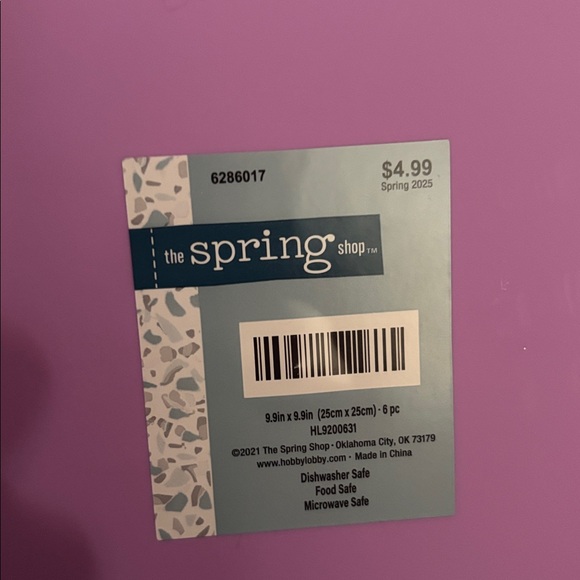 6286017
$4.99
Spring 2025
the spring shop™
9.9in x 9.9in (25cm x 25cm) - 6 pc
HL9200631
©2021 The Spring Shop • Oklahoma City, OK 73179
www.hobbylobby.com • Made in China
Dishwasher Safe
Food Safe
Microwave Safe